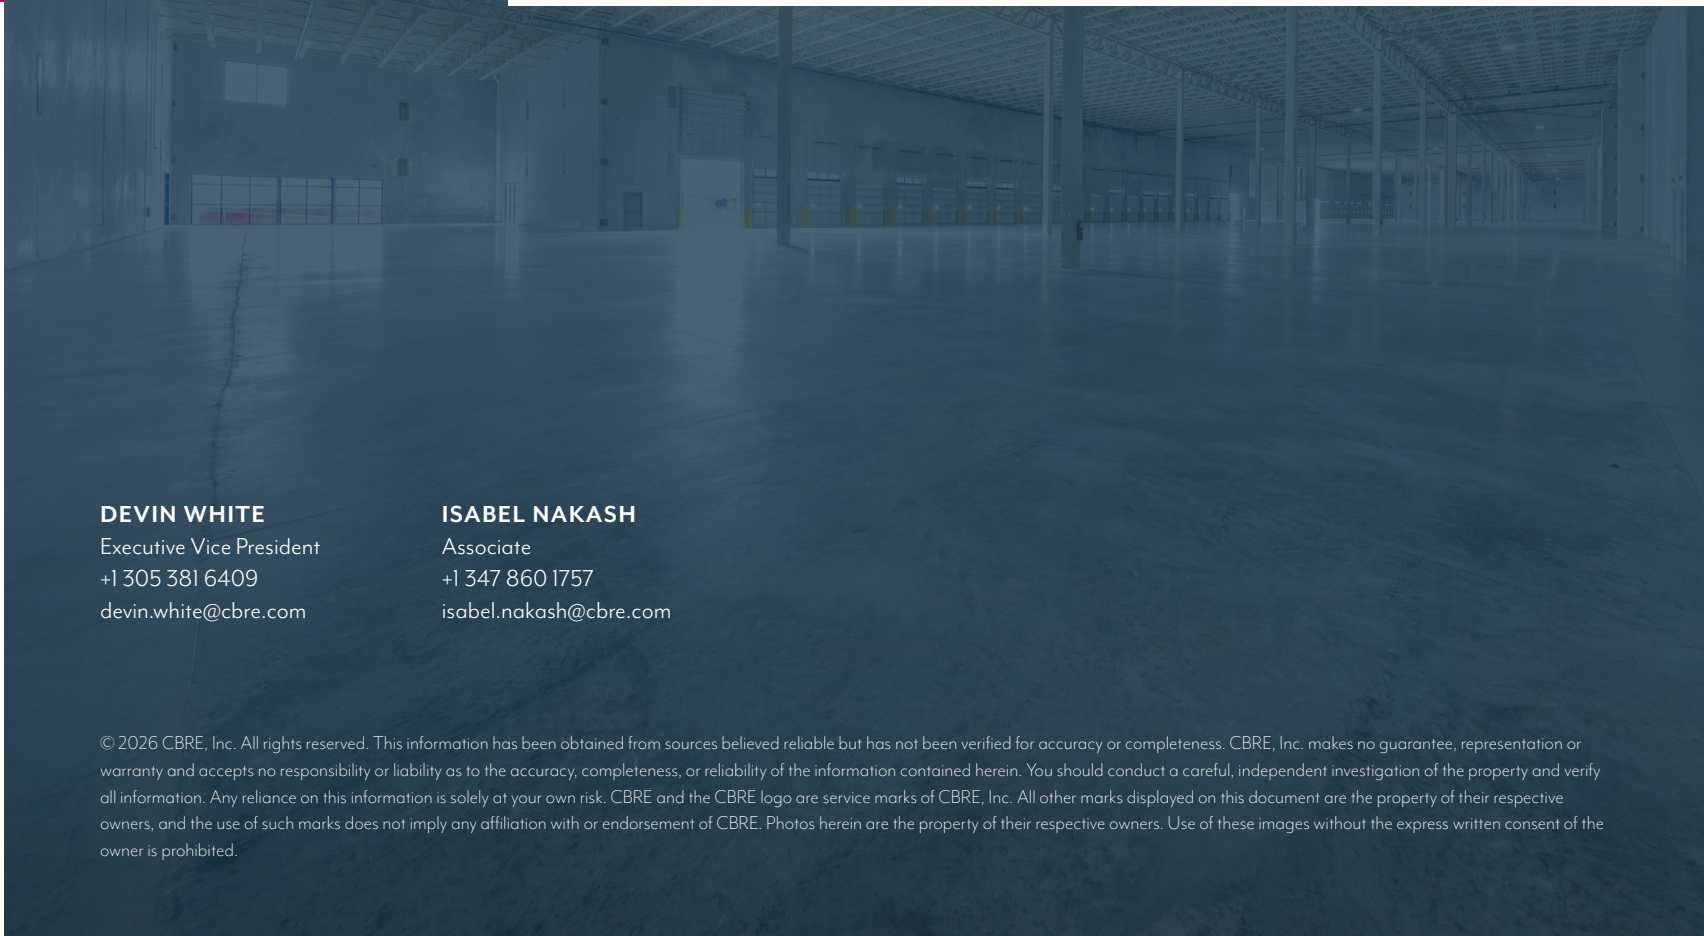 DEVIN WHITE
Executive Vice President
+1 305 381 6409
devin.white@cbre.com
ISABEL NAKASH
Associate
+1 347 860 1757
isabel.nakash@cbre.com
© 2026 CBRE, Inc. All rights reserved. This information has been obtained from sources believed reliable but has not been verified for accuracy or completeness. CBRE, Inc. makes no guarantee, representation or
warranty and accepts no responsibility or liability as to the accuracy, completeness, or reliability of the information contained herein. You should conduct a careful, independent investigation of the property and verify
all information. Any reliance on this information is solely at your own risk. CBRE and the CBRE logo are service marks of CBRE, Inc. All other marks displayed on this document are the property of their respective
owners, and the use of such marks does not imply any affiliation with or endorsement of CBRE. Photos herein are the property of their respective owners. Use of these images without the express written consent of the
owner is prohibited.